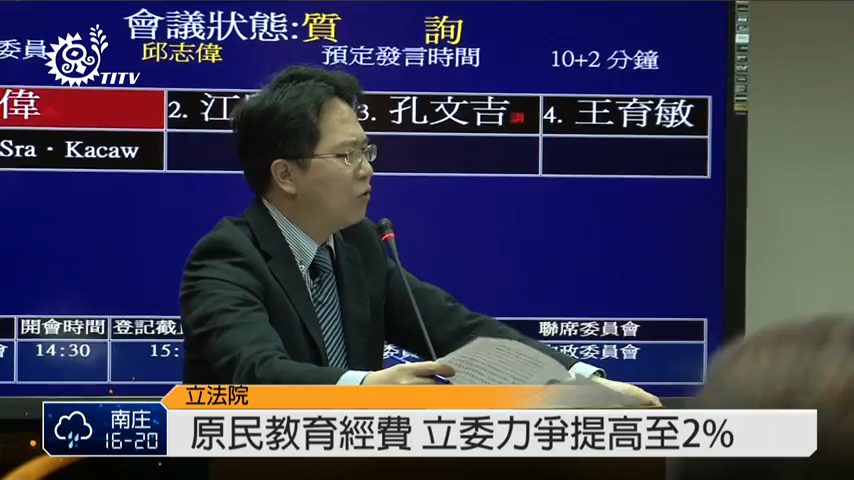 會議狀態:質 詢
委員 邱志偉 預定發言時間 10+2 分鐘
TITV
偉 2. 江 3. 孔文吉 4. 王育敏
Sra · Kacaw
開會時間 登記截 聯席委員會
14:30 15: 委 政委員會
立法院
南庄
16-20
原民教育經費 立委力爭提高至2%